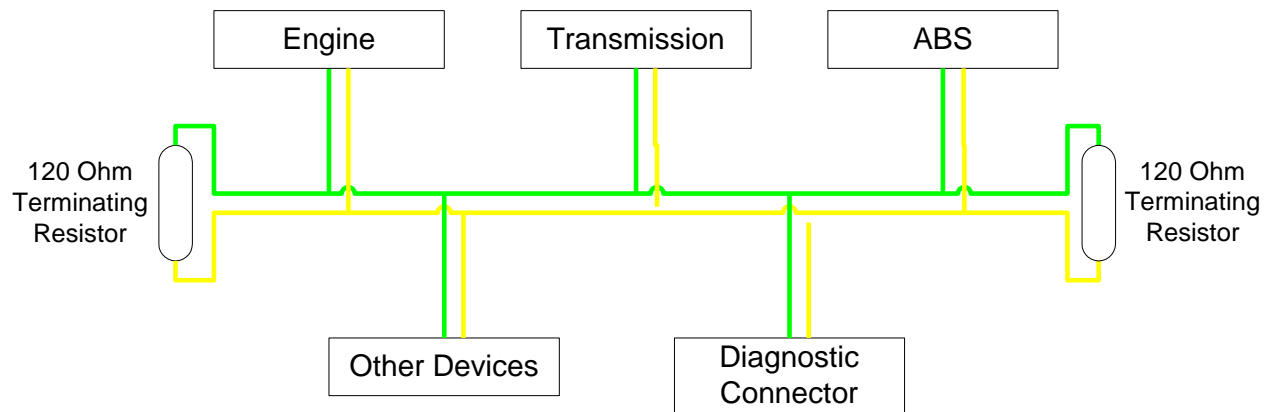 Engine
Transmission
ABS
120 Ohm
Terminating
Resistor
120 Ohm
Terminating
Resistor
Other Devices
Diagnostic
Connector